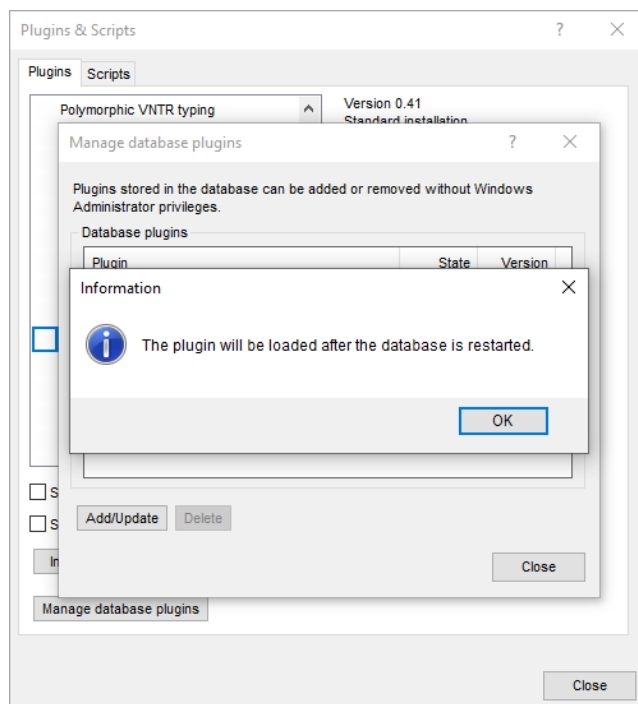 Plugins & Scripts
Plugins Scripts
Polymorphic VNTR typing
Version 0.41
Standard installation
Manage database plugins
Plugins stored in the database can be added or removed without Windows
Administrator privileges.
Database plugins
Plugin State Version
Information
The plugin will be loaded after the database is restarted.
OK
Add/Update Delete
Close
Manage database plugins
Close